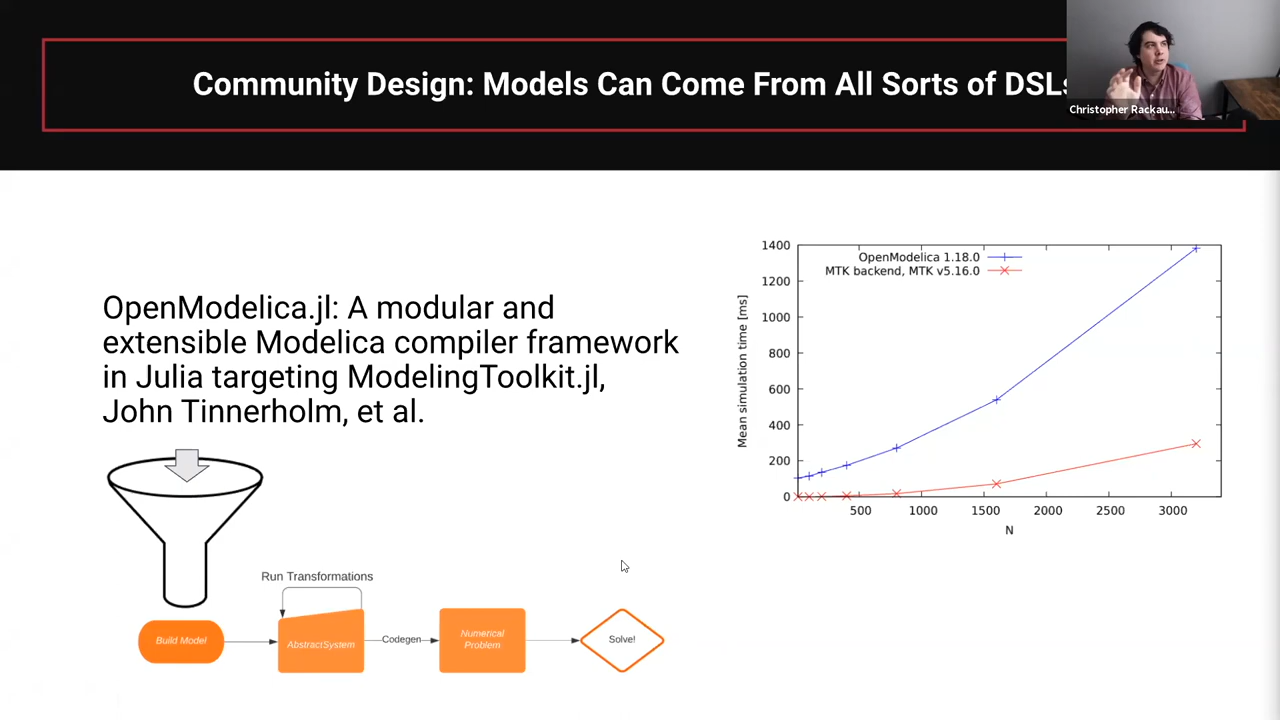 Community Design: Models Can Come From All Sorts of DSLs
Christopher Rackau...
OpenModelica.jl: A modular and
extensible Modelica compiler framework
in Julia targeting ModelingToolkit.jl,
John Tinnerholm, et al.
OpenModelica 1.18.0
MTK backend, MTK v5.16.0
Mean simulation time [ms]
1400
1200
1000
800
600
400
200
0
500
1000
1500
2000
2500
3000
N
Run Transformations
Build Model
AbstractSystem
Codegen
Numerical
Problem
Solve!